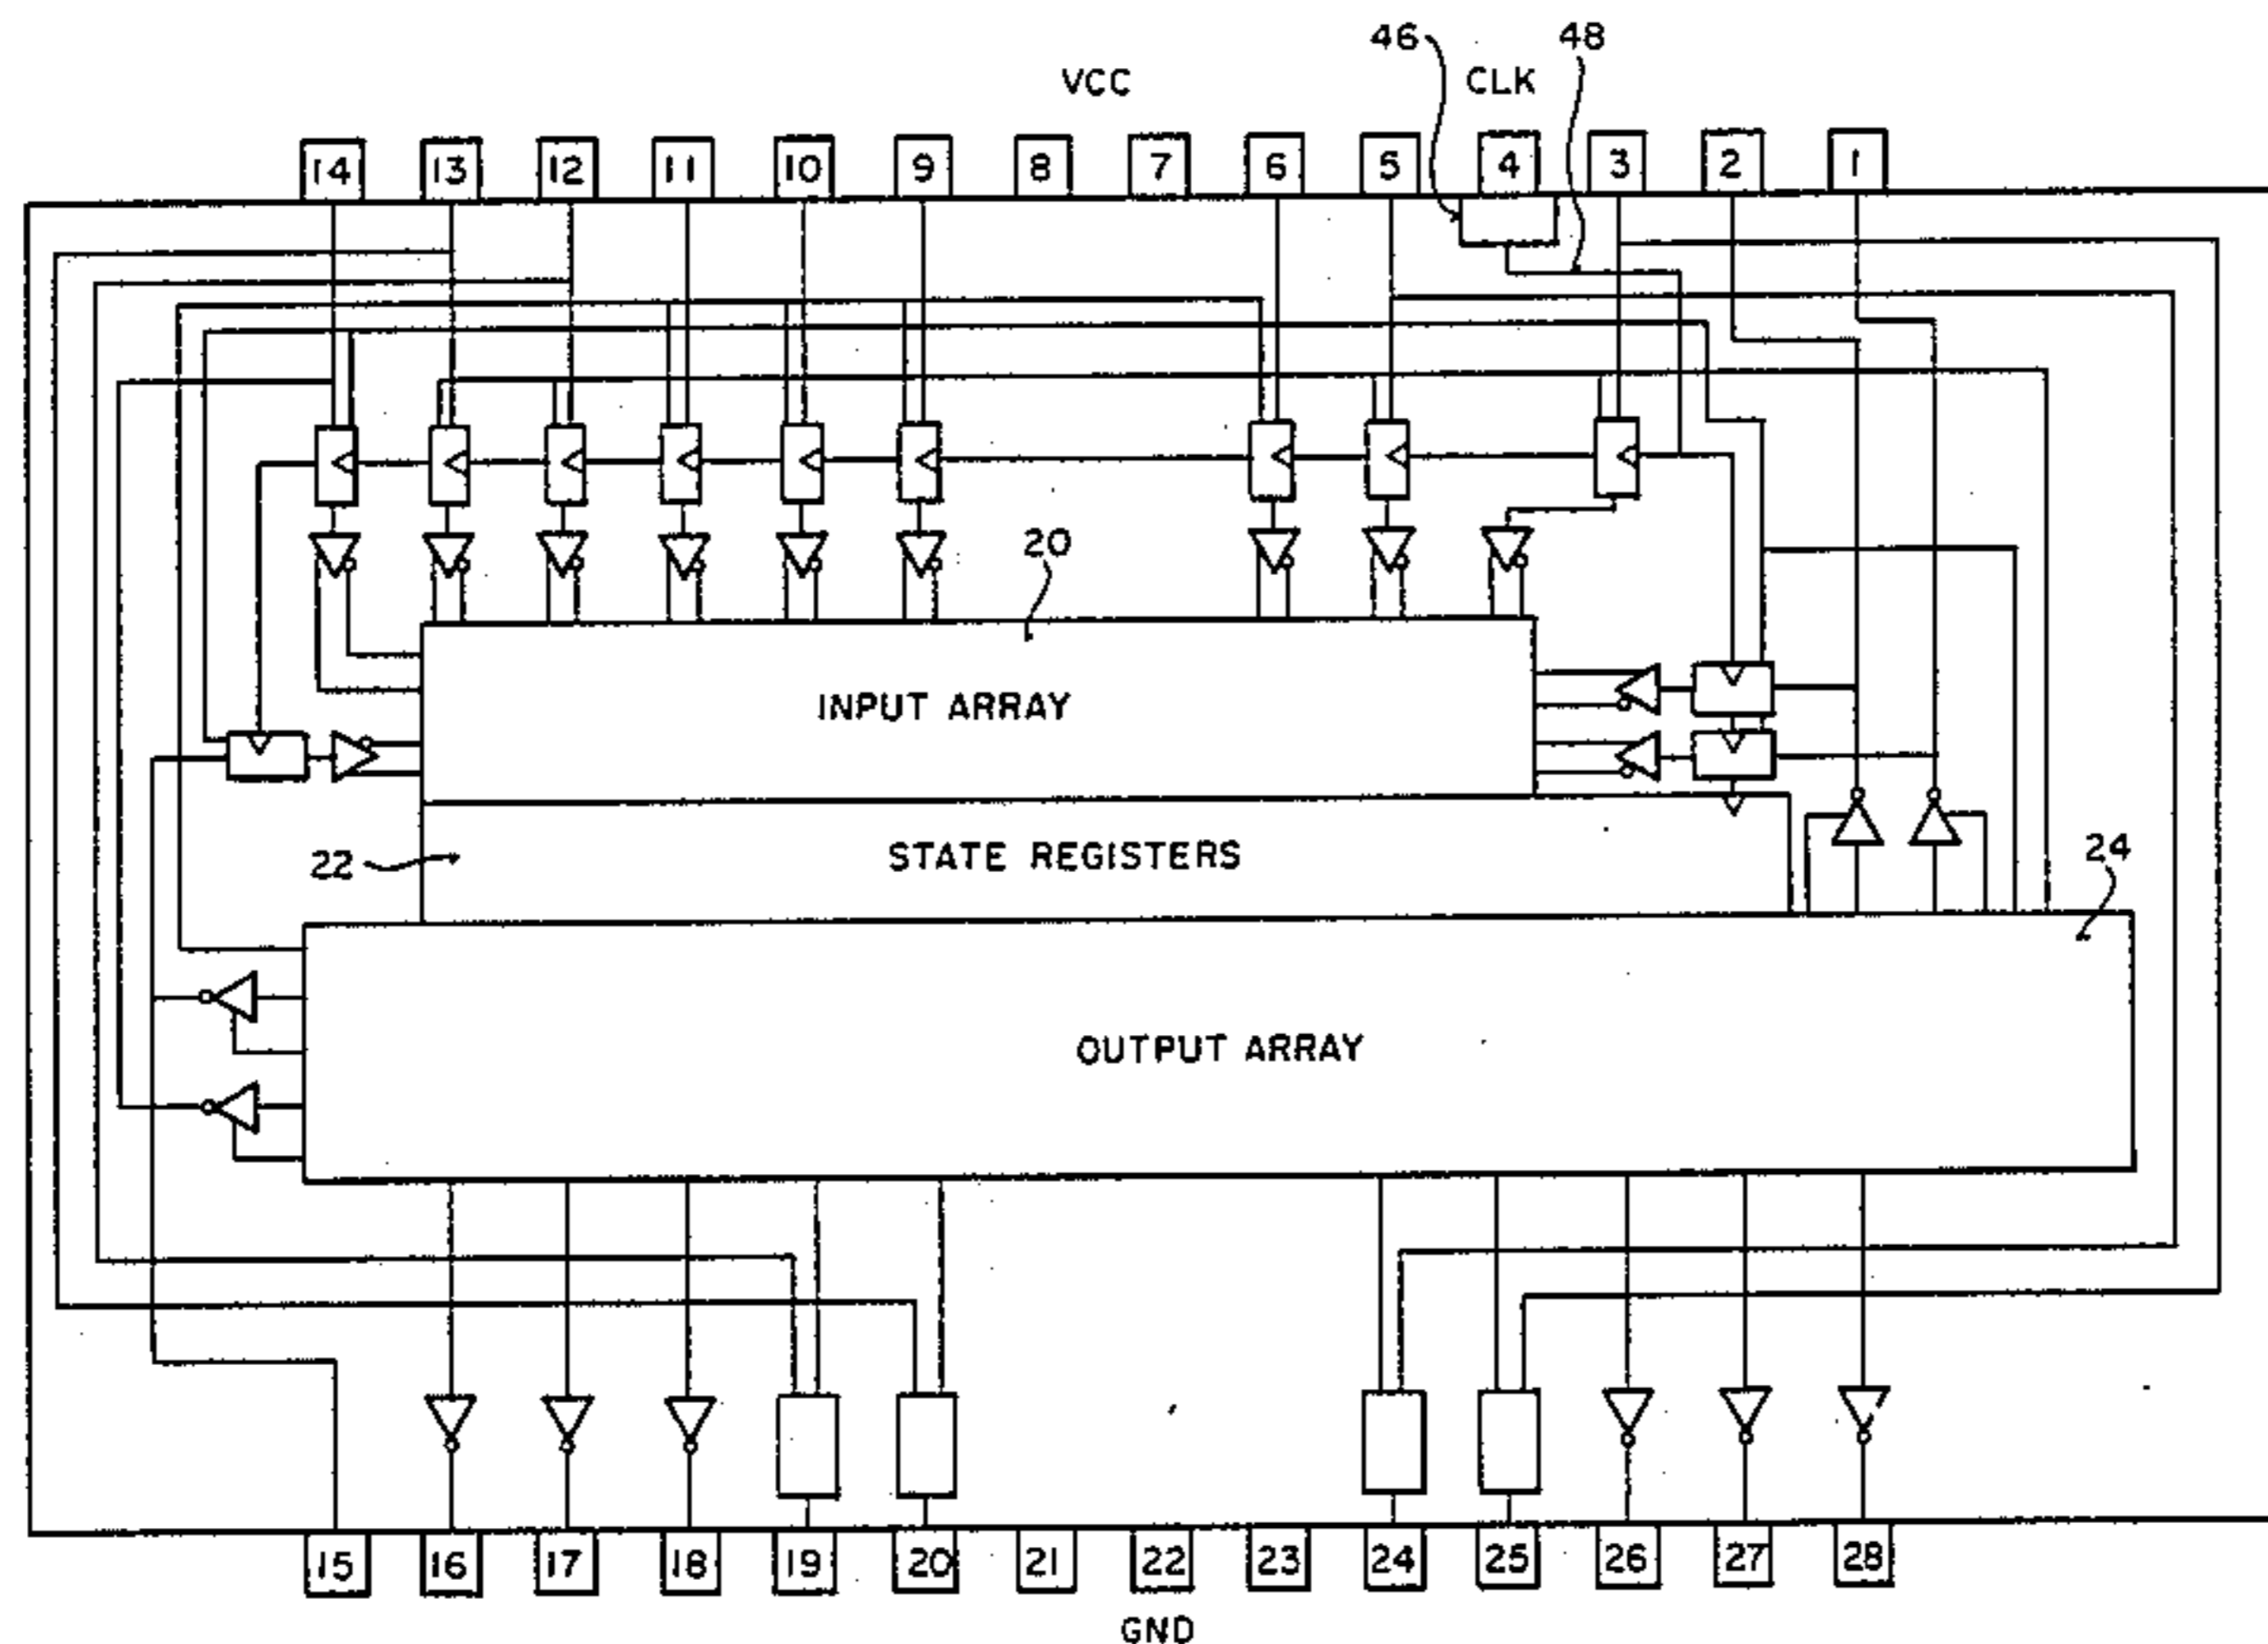 46 48
VCC CLK
14 13 12 11 10 9 8 7 6 5 4 3 2 1
20
INPUT ARRAY
22 STATE REGISTERS 24
OUTPUT ARRAY
15 16 17 18 19 20 21 22 23 24 25 26 27 28
GND